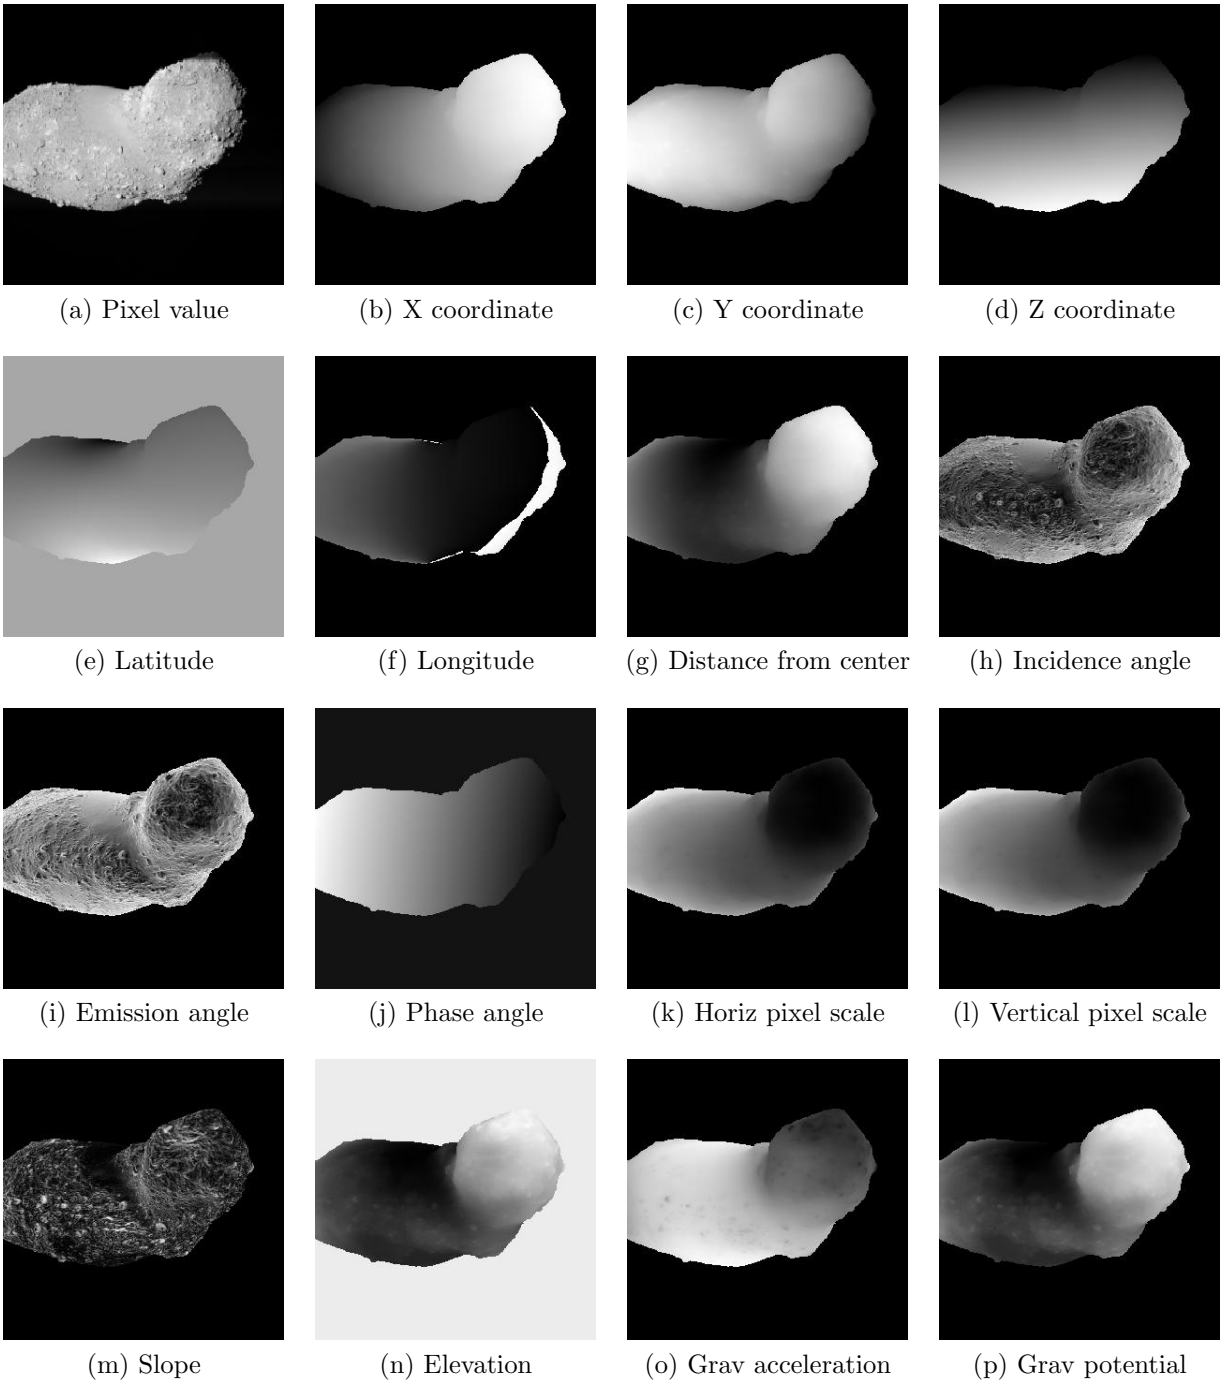 (a) Pixel value
(b) X coordinate
(c) Y coordinate
(d) Z coordinate
(e) Latitude
(f) Longitude
(g) Distance from center
(h) Incidence angle
(i) Emission angle
(j) Phase angle
(k) Horiz pixel scale
(l) Vertical pixel scale
(m) Slope
(n) Elevation
(o) Grav acceleration
(p) Grav potential